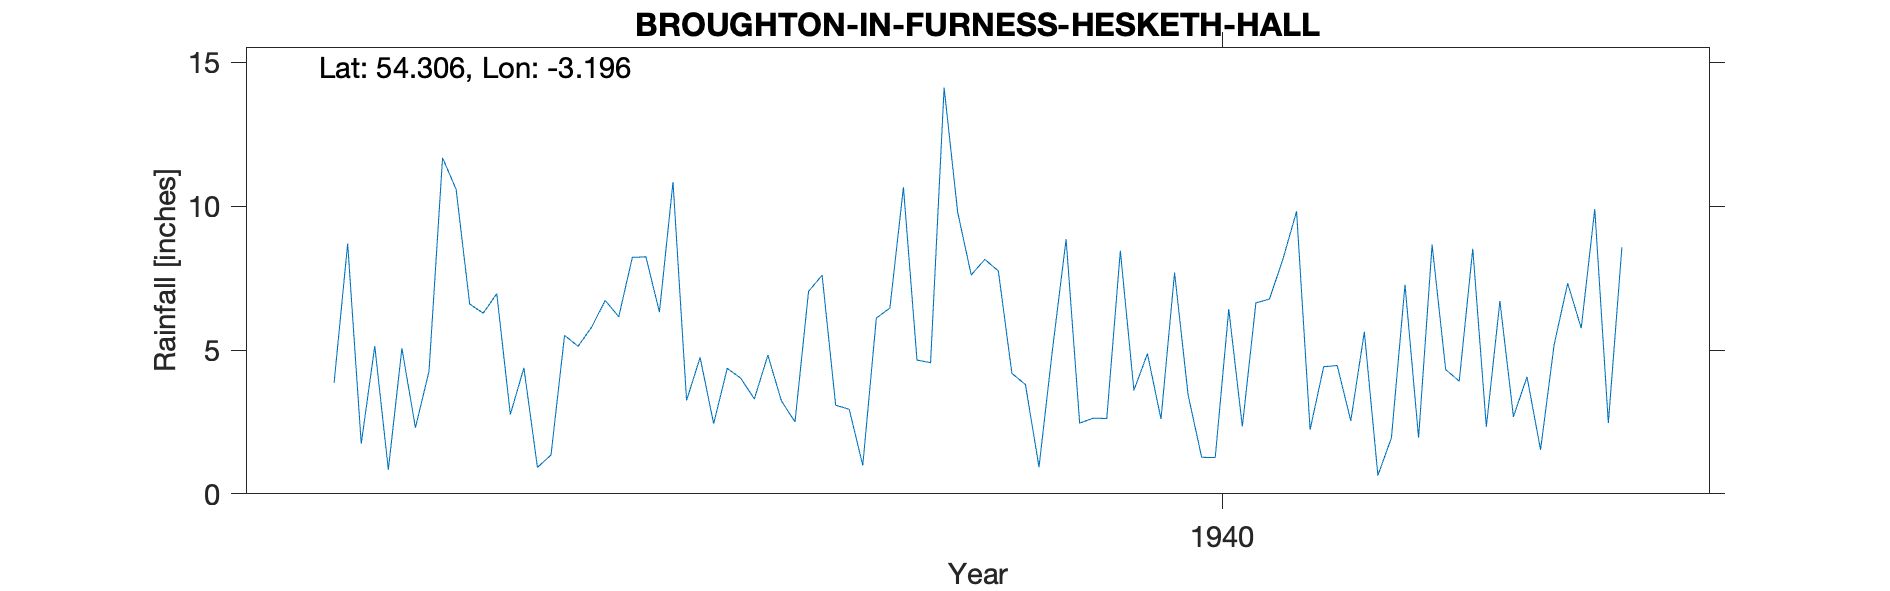 BROUGHTON-IN-FURNESS-HESKETH-HALL
Lat: 54.306, Lon: -3.196
15
10
5
0
Rainfall [inches]
1940
Year